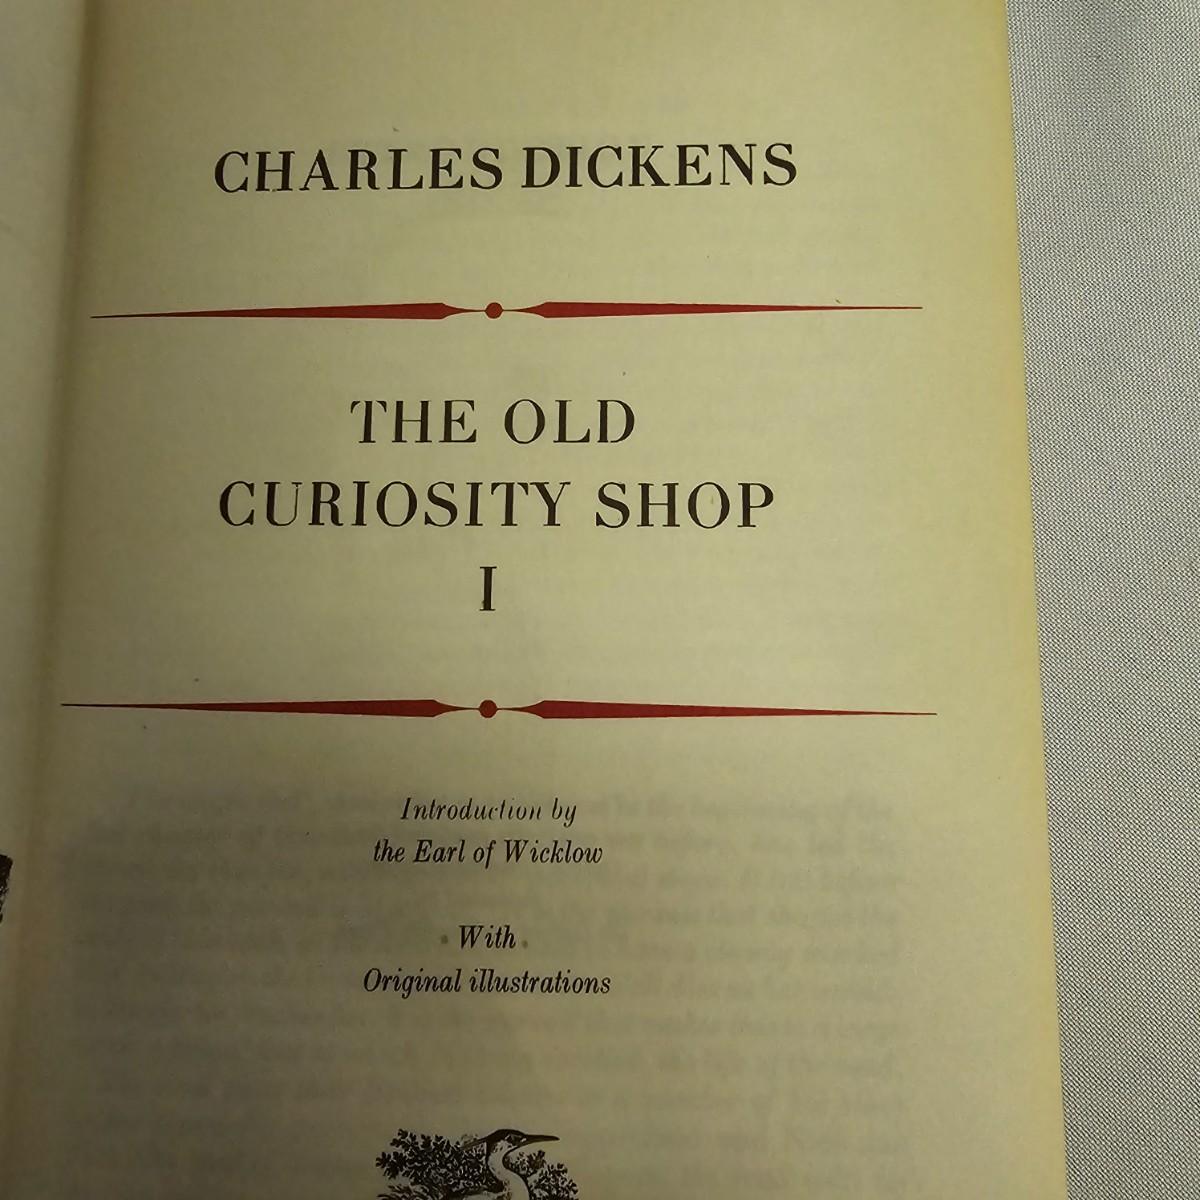 CHARLES DICKENS
THE OLD
CURIOSITY SHOP
I
Introduction by
the Earl of Wicklow
With
Original illustrations